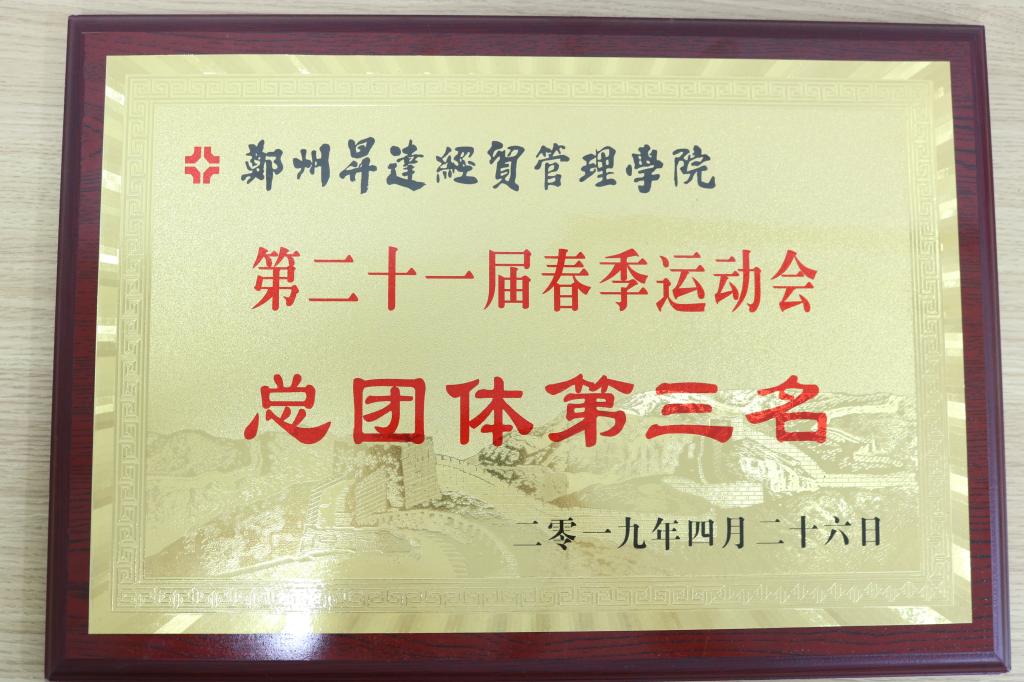 鄭州昇達經貿管理學院
第二十一届春季运动会
总团体第三名
二零一九年四月二十六日